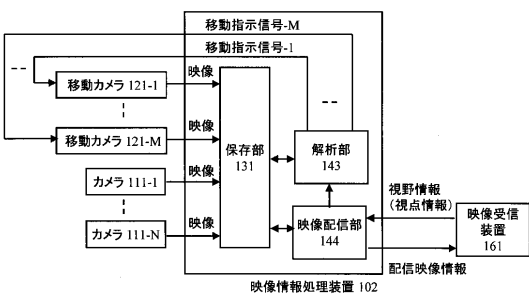 移動指示信号-M
移動指示信号-1
移動カメラ 121-1
映像
移動カメラ 121-M
映像
カメラ 111-1
映像
カメラ 111-N
映像
保存部
131
解析部
143
映像配信部
144
視野情報
（視点情報）
映像受信
装置
161
配信映像情報
映像情報処理装置 102